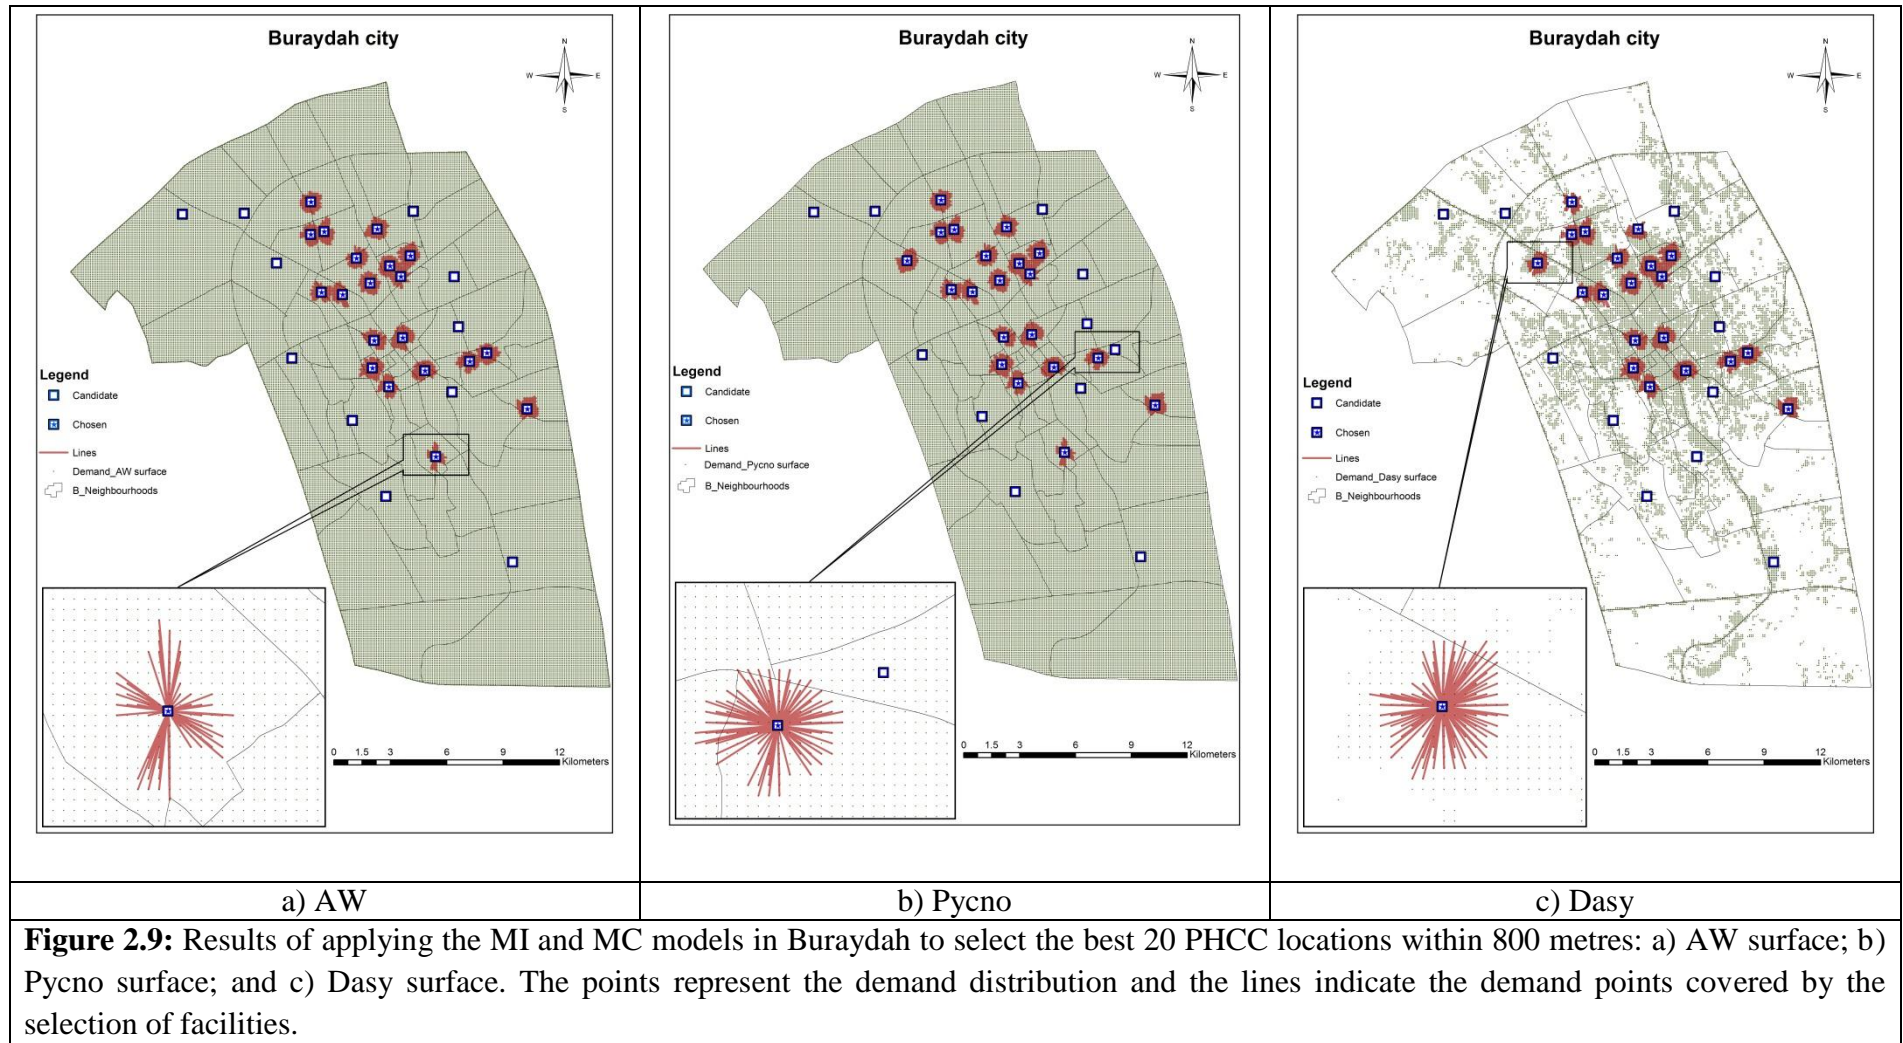 Buraydah city
N
W E
S
Legend
Candidate
Chosen
Lines
Demand_AW surface
B_Neighbourhoods
0 1.5 3 6 9 12
Kilometers
Buraydah city
N
W E
S
Legend
Candidate
Chosen
Lines
Demand_Pycno surface
B_Neighbourhoods
0 1.5 3 6 9 12
Kilometers
Buraydah city
N
W E
S
Legend
Candidate
Chosen
Lines
Demand_Dasy surface
B_Neighbourhoods
0 1.5 3 6 9 12
Kilometers
a) AW
b) Pycno
c) Dasy
Figure 2.9: Results of applying the MI and MC models in Buraydah to select the best 20 PHCC locations within 800 metres: a) AW surface; b)
Pycno surface; and c) Dasy surface. The points represent the demand distribution and the lines indicate the demand points covered by the
selection of facilities.